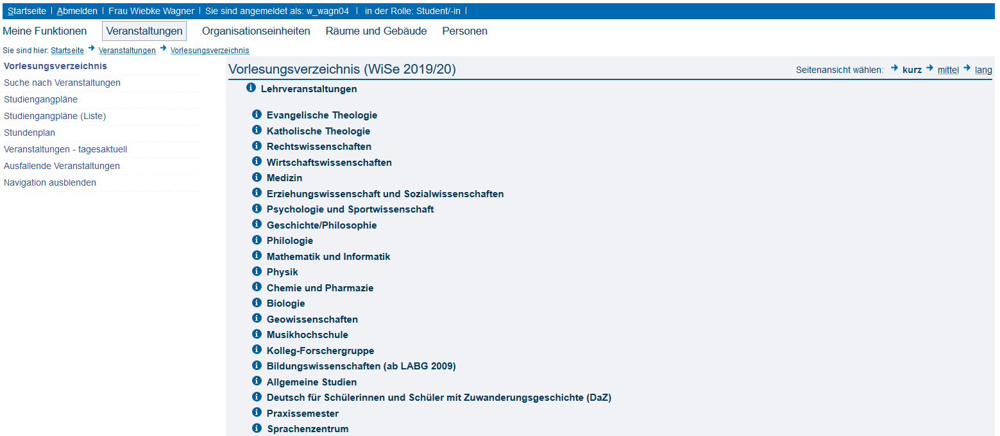 Startseite | Abmelden | Frau Wiebke Wagner | Sie sind angemeldet als: w_wagn04 | in der Rolle: Student/-in |
Meine Funktionen Veranstaltungen Organisationseinheiten Räume und Gebäude Personen
Sie sind hier: Startseite Veranstaltungen Vorlesungsverzeichnis
Vorlesungsverzeichnis
Suche nach Veranstaltungen
Studiengangpläne
Studiengangpläne (Liste)
Stundenplan
Veranstaltungen - tagesaktuell
Ausfallende Veranstaltungen
Navigation ausblenden
Vorlesungsverzeichnis (WiSe 2019/20) Seitenansicht wählen: kurz mittel lang
Lehrveranstaltungen
Evangelische Theologie
Katholische Theologie
Rechtswissenschaften
Wirtschaftswissenschaften
Medizin
Erziehungswissenschaft und Sozialwissenschaften
Psychologie und Sportwissenschaft
Geschichte/Philosophie
Philologie
Mathematik und Informatik
Physik
Chemie und Pharmazie
Biologie
Geowissenschaften
Musikhochschule
Kolleg-Forschergruppe
Bildungswissenschaften (ab LABG 2009)
Allgemeine Studien
Deutsch für Schülerinnen und Schüler mit Zuwanderungsgeschichte (DaZ)
Praxissemester
Sprachenzentrum